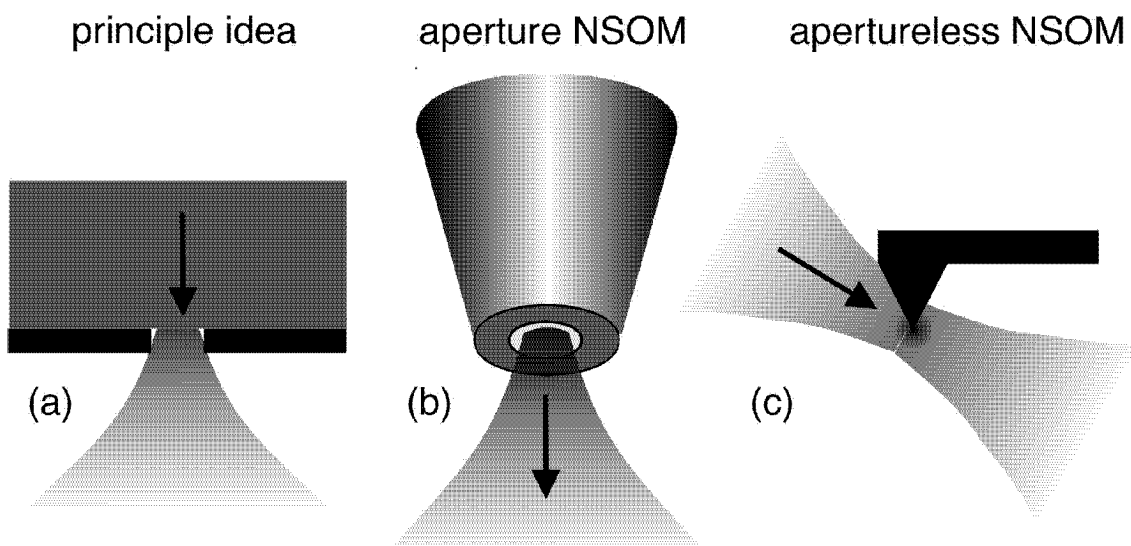 principle idea
aperture NSOM
apertureless NSOM
(a)
(b)
(c)